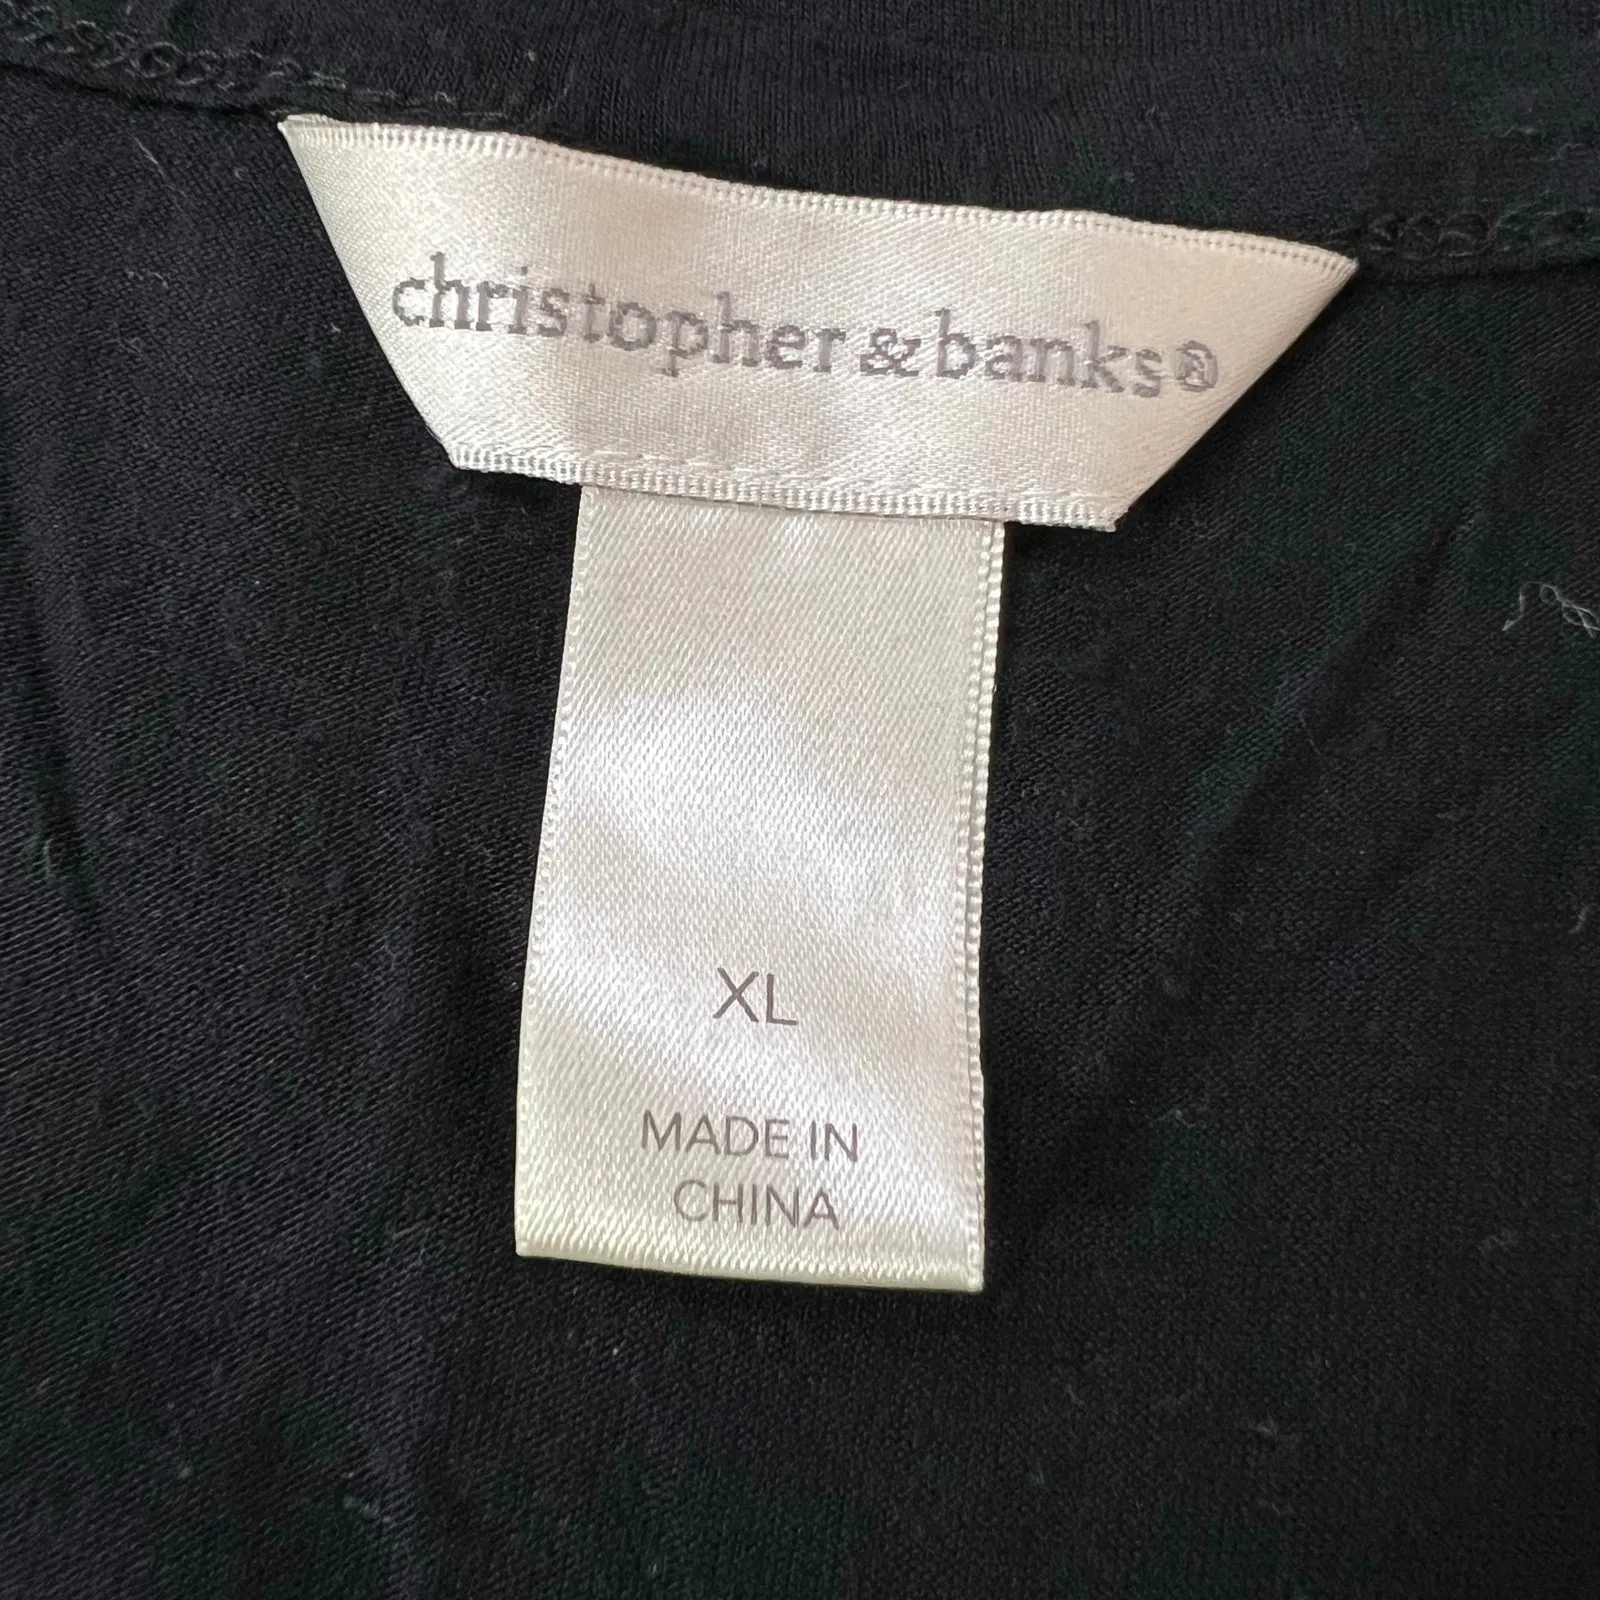 christopher & banks®
XL
MADE IN
CHINA